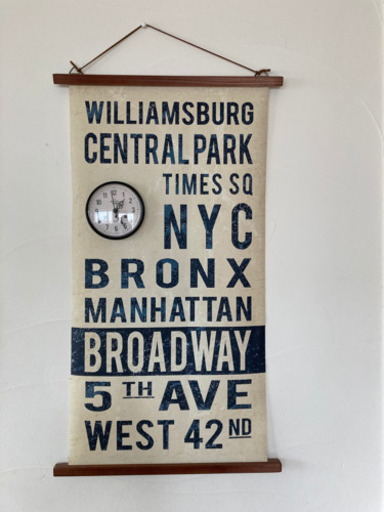 WILLIAMSBURG
CENTRAL PARK
TIMES SQ
NYC
BRONX
MANHATTAN
BROADWAY
5TH AVE
WEST 42ND